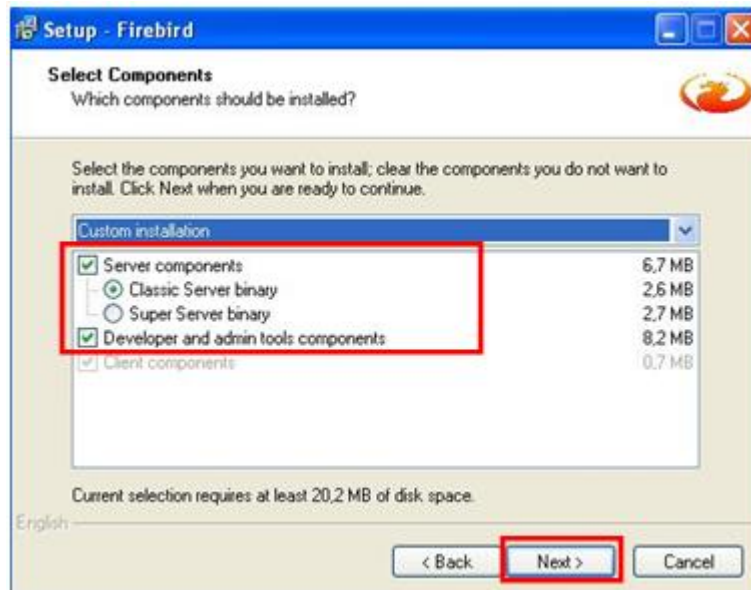 Setup - Firebird
Select Components
Which components should be installed?
Select the components you want to install; clear the components you do not want to
install. Click Next when you are ready to continue.
Custom installation
Server components 6,7 MB
Classic Server binary 2,6 MB
Super Server binary 2,7 MB
Developer and admin tools components 8,2 MB
Client components 0,7 MB
Current selection requires at least 20,2 MB of disk space.
English
< Back Next > Cancel